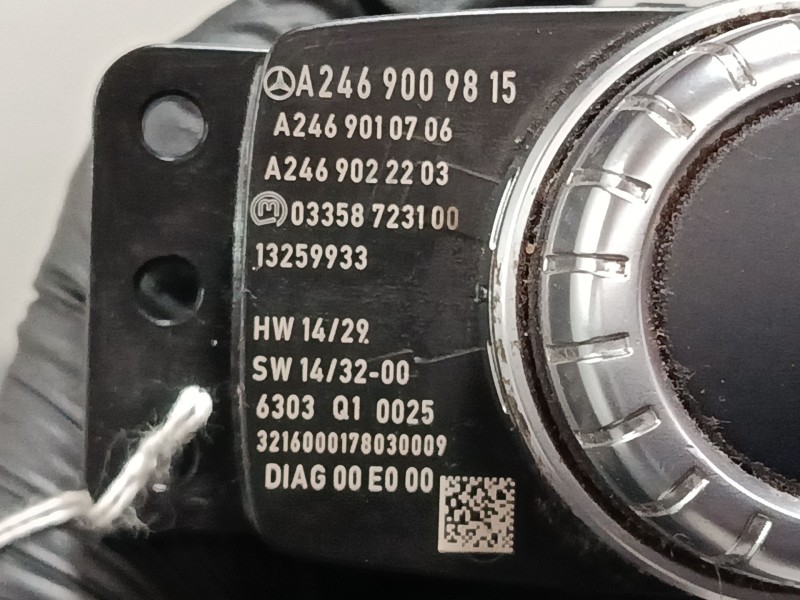 A246 900 98 15
A246 901 07 06
A246 902 22 03
03358 7231 00
13259933
HW 14/29.
SW 14/32-00
6303 Q1 0025
3216000178030009
DIAG 00 E0 00